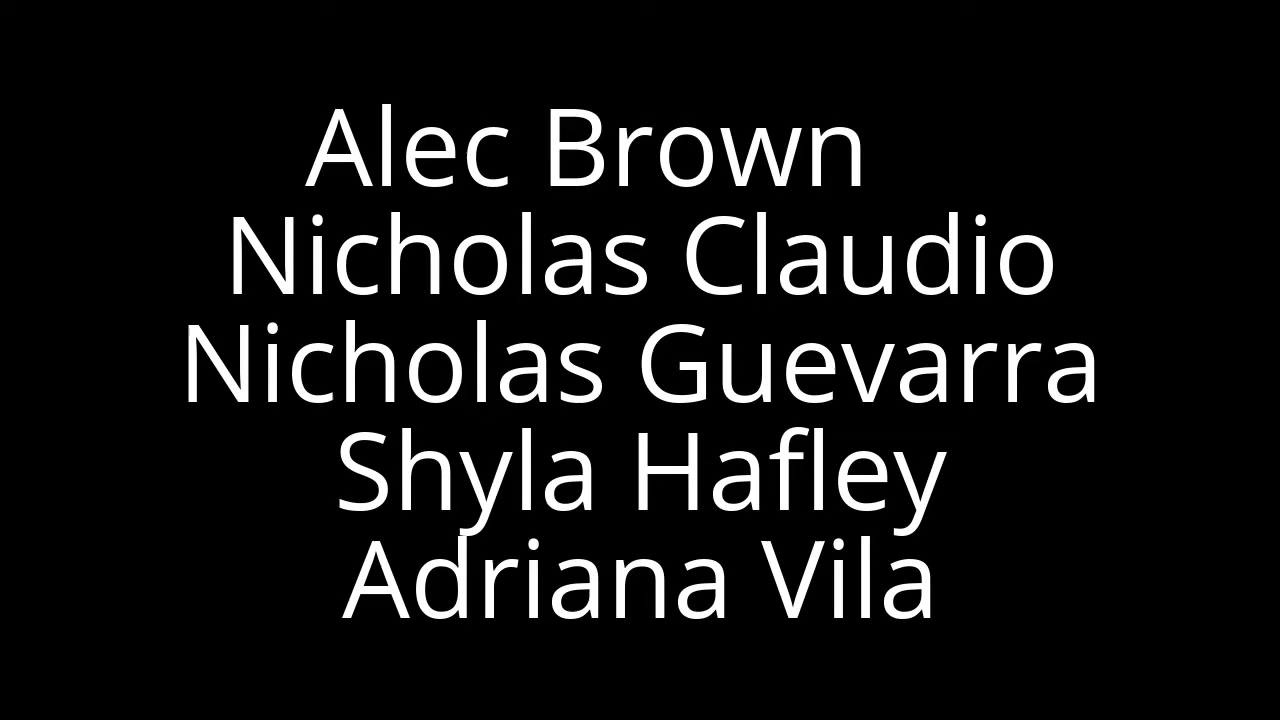 Alec Brown
Nicholas Claudio
Nicholas Guevarra
Shyla Hafley
Adriana Vila